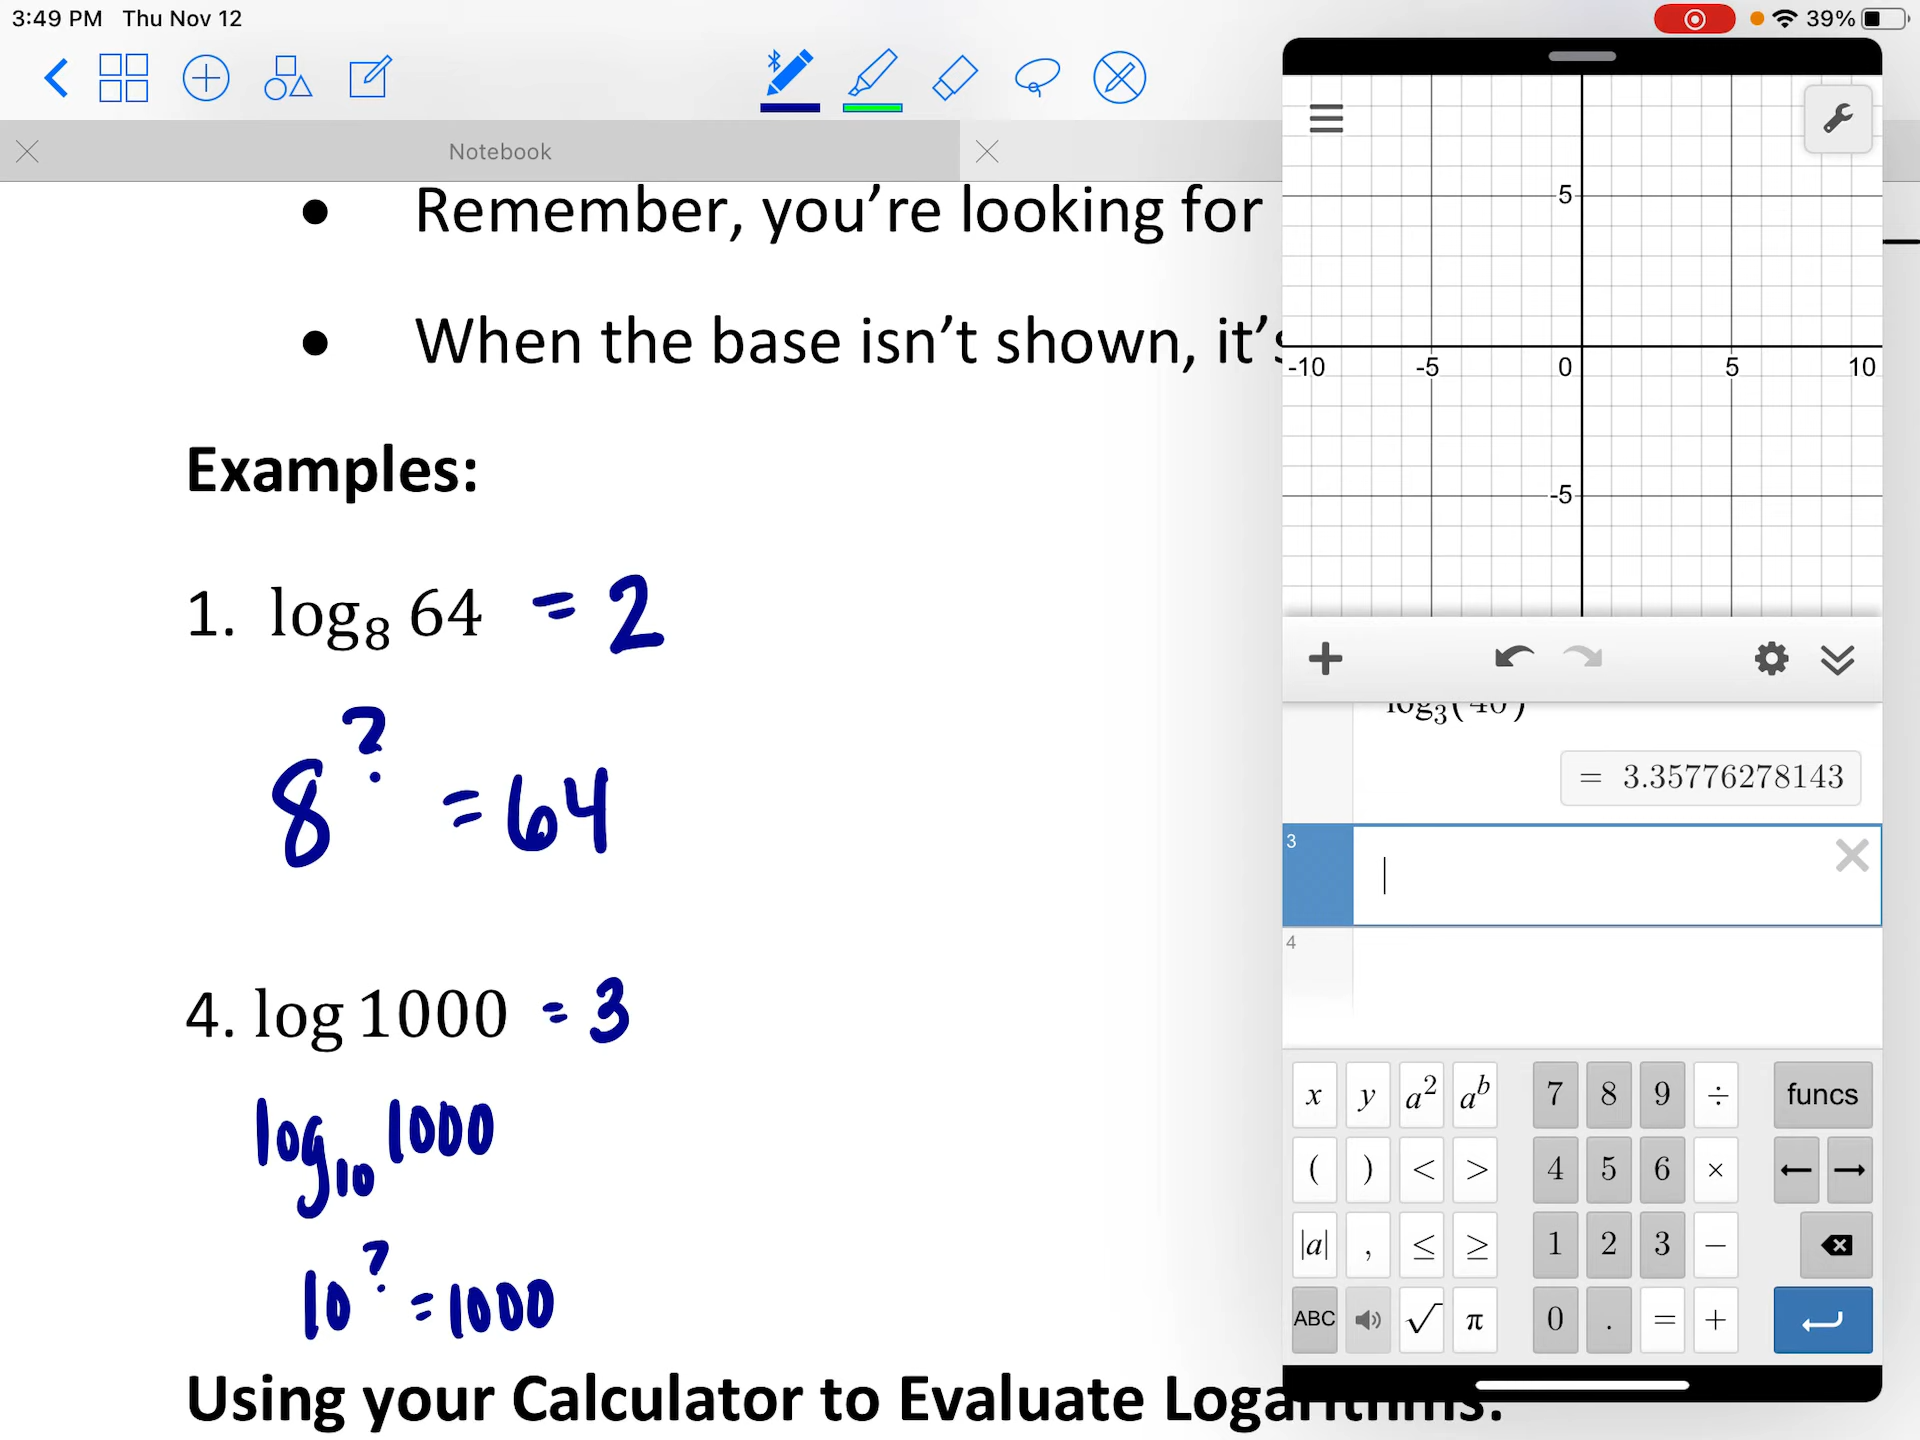 3:49 PM Thu Nov 12
39%
Notebook
• Remember, you’re looking for
• When the base isn’t shown, it’s
Examples:
1. log₈ 64 = 2
8^? = 64
4. log 1000 = 3
log₁₀ 1000
10^? = 1000
Using your Calculator to Evaluate Logarithms:
5
-10 -5 0 5 10
-5
log₃(40)
= 3.35776278143
3
4
x y a² aᵇ 7 8 9 ÷ funcs
( ) < > 4 5 6 × ← →
|a| , ≤ ≥ 1 2 3 −
ABC √ π 0 . = +